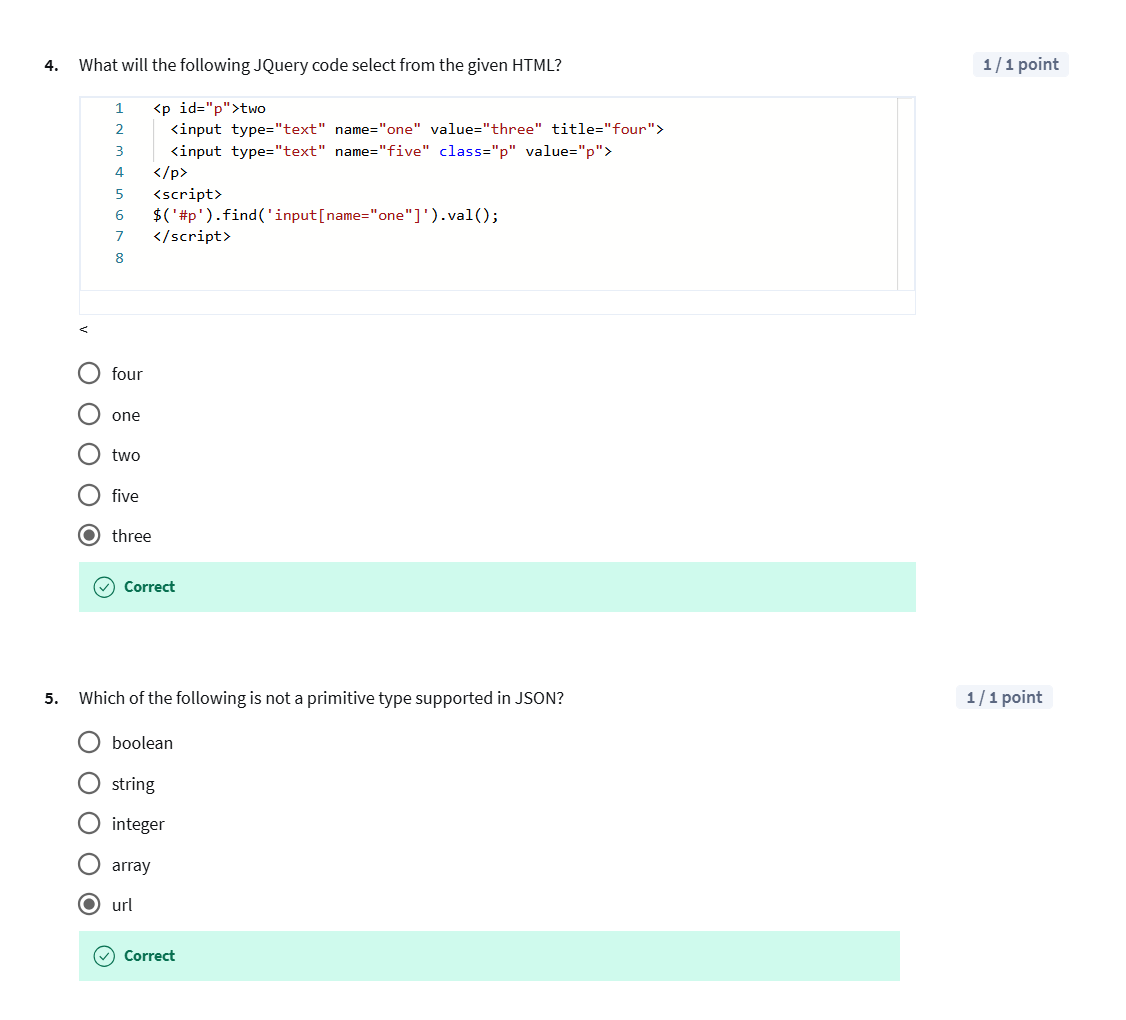 4. What will the following JQuery code select from the given HTML? 1 / 1 point
1 <p id="p">two
2 <input type="text" name="one" value="three" title="four">
3 <input type="text" name="five" class="p" value="p">
4 </p>
5 <script>
6 $('#p').find('input[name="one"]').val();
7 </script>
8
<
four
one
two
five
three
Correct
5. Which of the following is not a primitive type supported in JSON? 1 / 1 point
boolean
string
integer
array
url
Correct